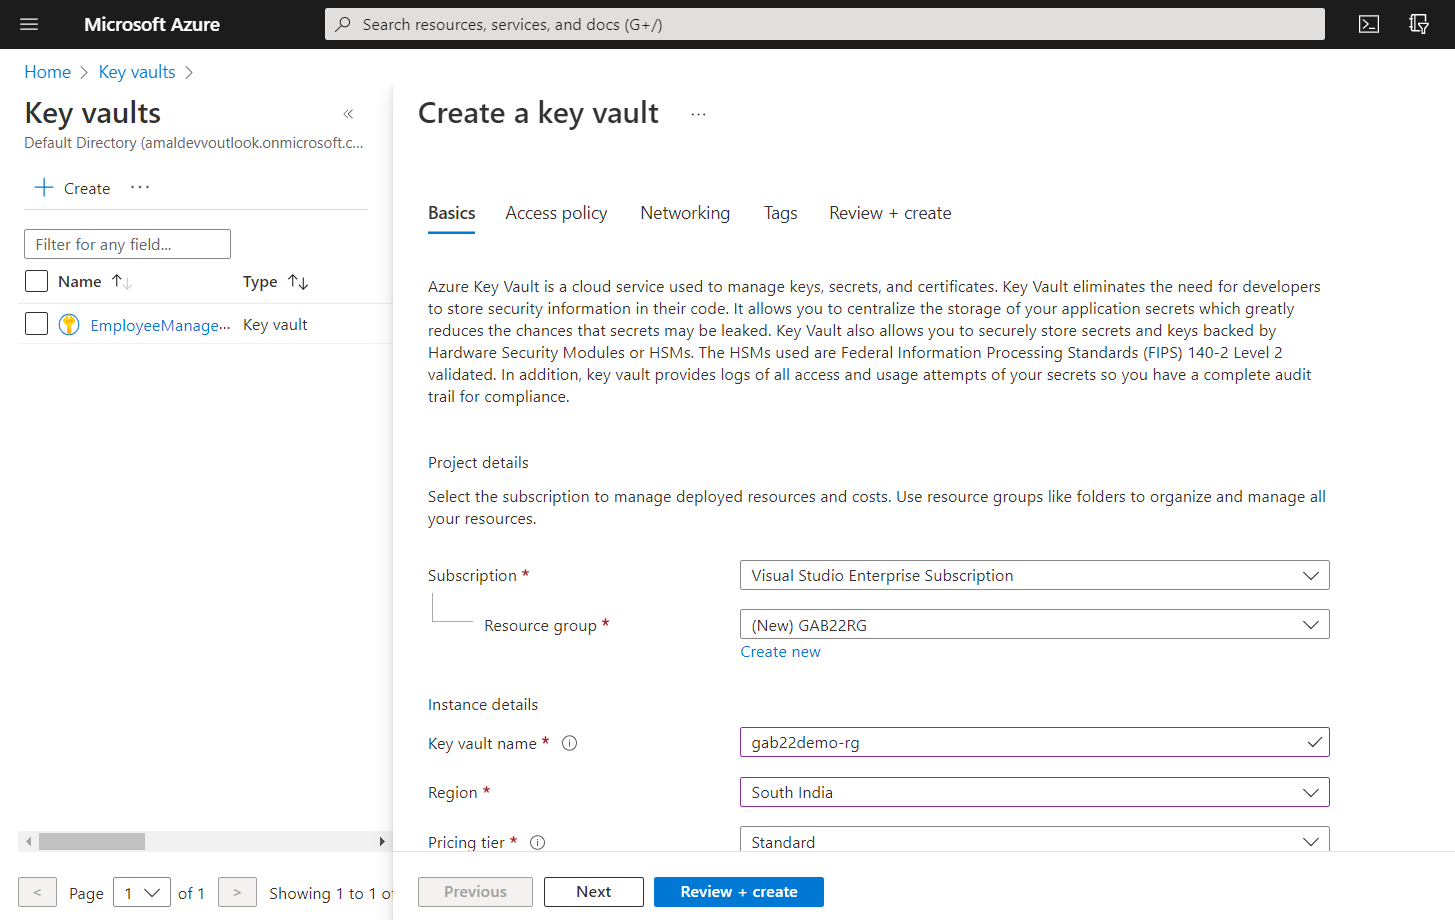 Microsoft Azure
Search resources, services, and docs (G+/)
Home > Key vaults >
Key vaults
Default Directory (amaldevvoutlook.onmicrosoft.c...
+ Create ...
Filter for any field...
Name ↑↓ Type ↑↓
EmployeeManage... Key vault
< Page 1 of 1 > Showing 1 to 1 of
Create a key vault ...
Basics Access policy Networking Tags Review + create
Azure Key Vault is a cloud service used to manage keys, secrets, and certificates. Key Vault eliminates the need for developers
to store security information in their code. It allows you to centralize the storage of your application secrets which greatly
reduces the chances that secrets may be leaked. Key Vault also allows you to securely store secrets and keys backed by
Hardware Security Modules or HSMs. The HSMs used are Federal Information Processing Standards (FIPS) 140-2 Level 2
validated. In addition, key vault provides logs of all access and usage attempts of your secrets so you have a complete audit
trail for compliance.
Project details
Select the subscription to manage deployed resources and costs. Use resource groups like folders to organize and manage all
your resources.
Subscription * Visual Studio Enterprise Subscription
Resource group * (New) GAB22RG
Create new
Instance details
Key vault name * gab22demo-rg
Region * South India
Pricing tier * Standard
Previous Next Review + create